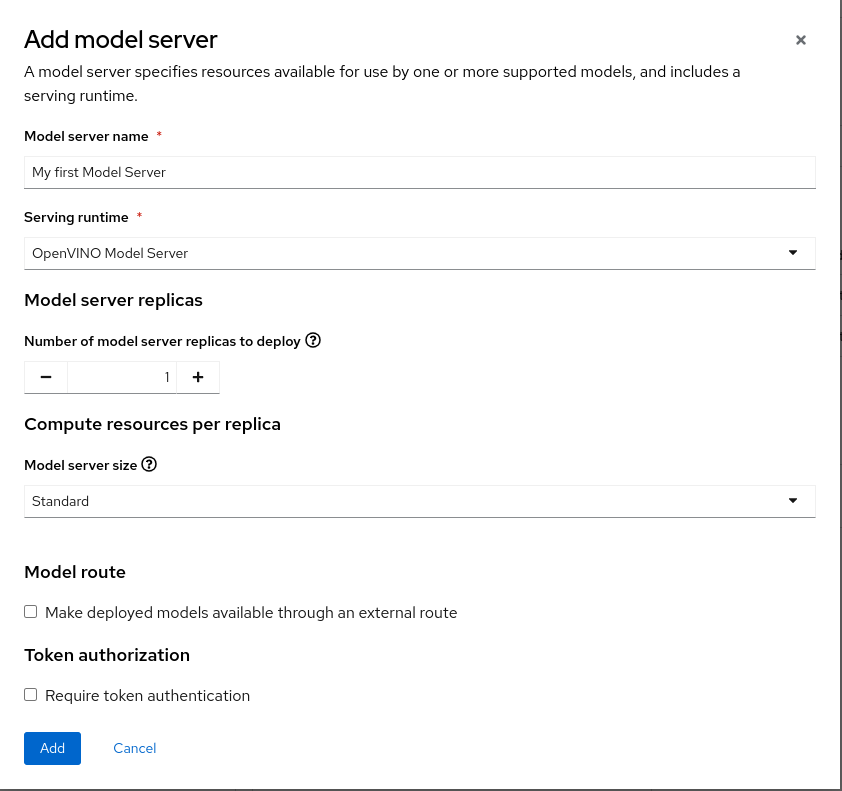 Add model server
A model server specifies resources available for use by one or more supported models, and includes a
serving runtime.
Model server name *
My first Model Server
Serving runtime *
OpenVINO Model Server
Model server replicas
Number of model server replicas to deploy
1
Compute resources per replica
Model server size
Standard
Model route
Make deployed models available through an external route
Token authorization
Require token authentication
Add Cancel